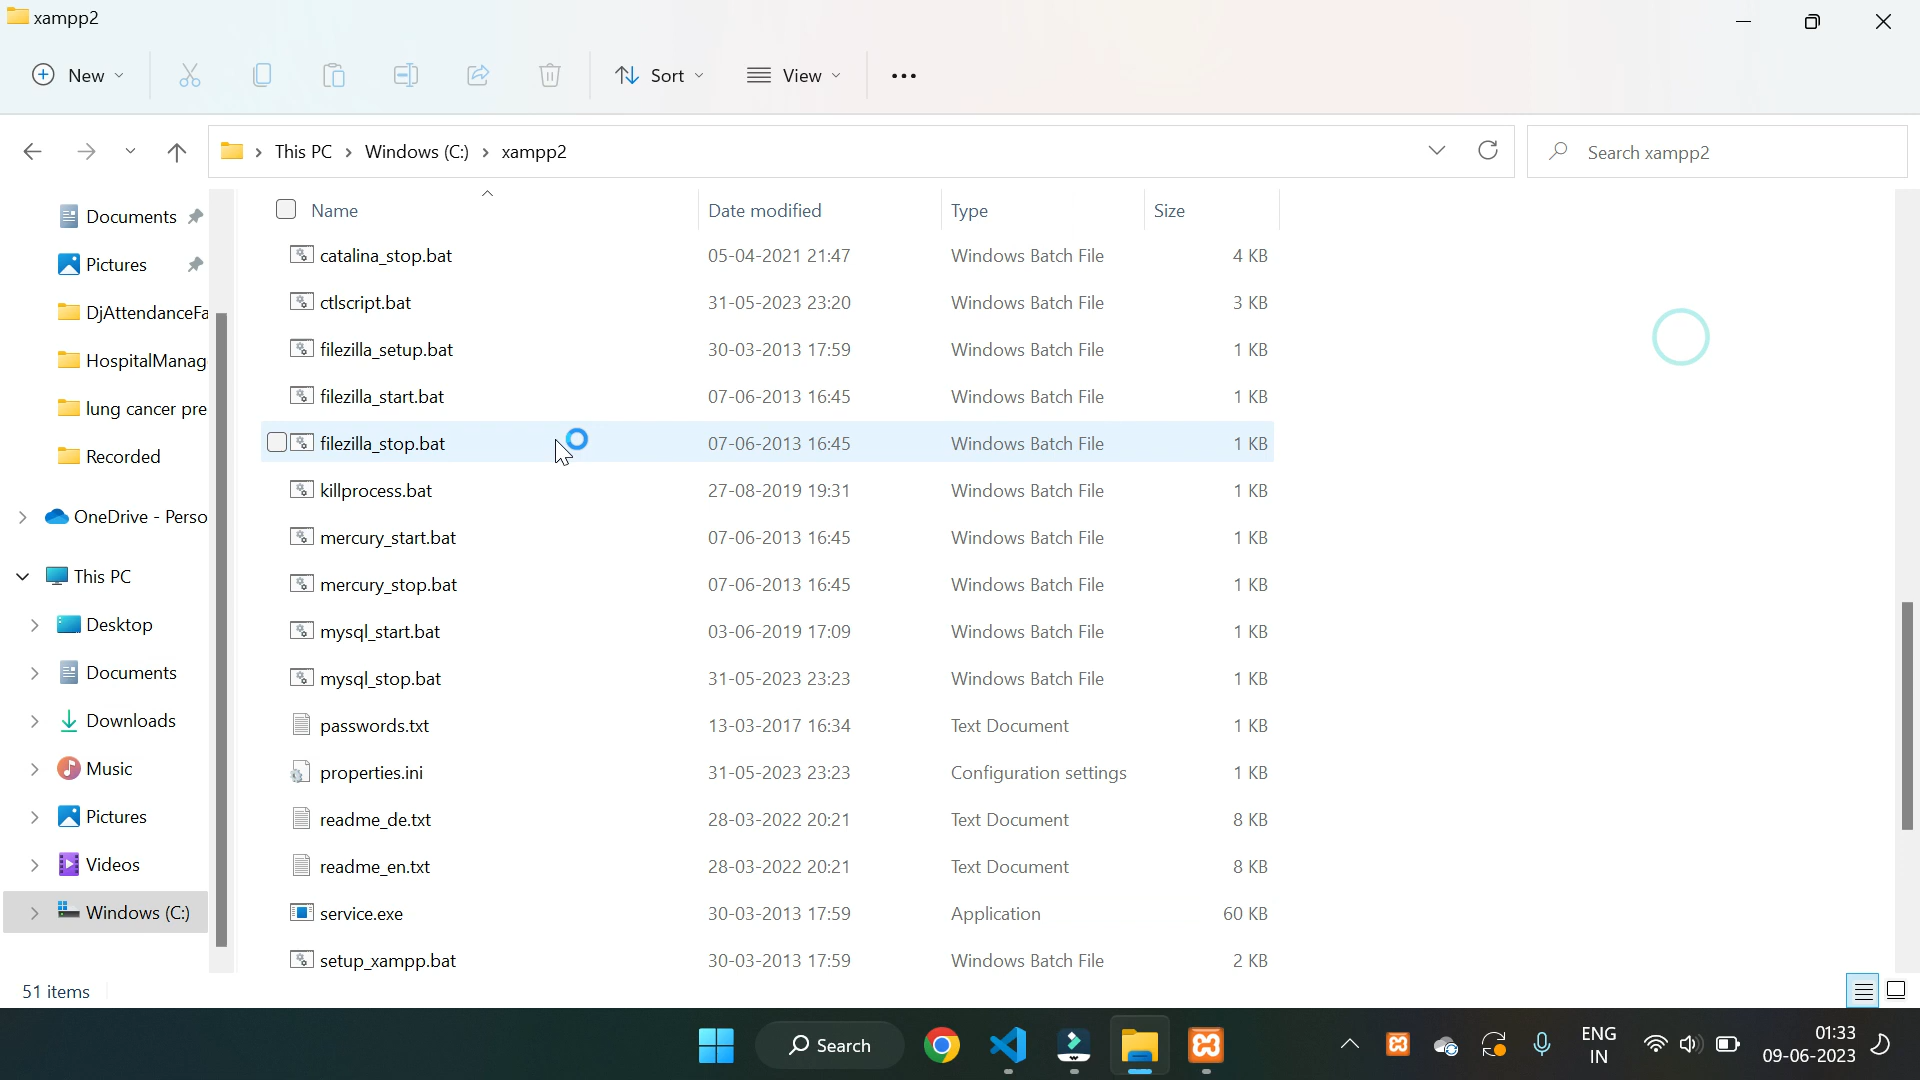 xampp2
New
Sort
View
This PC
Windows (C:)
xampp2
Search xampp2
Documents
Pictures
DjAttendanceFa
HospitalManag
lung cancer pre
Recorded
OneDrive - Perso
This PC
Desktop
Documents
Downloads
Music
Pictures
Videos
Windows (C:)
Name Date modified Type Size
catalina_stop.bat 05-04-2021 21:47 Windows Batch File 4 KB
ctlscript.bat 31-05-2023 23:20 Windows Batch File 3 KB
filezilla_setup.bat 30-03-2013 17:59 Windows Batch File 1 KB
filezilla_start.bat 07-06-2013 16:45 Windows Batch File 1 KB
filezilla_stop.bat 07-06-2013 16:45 Windows Batch File 1 KB
killprocess.bat 27-08-2019 19:31 Windows Batch File 1 KB
mercury_start.bat 07-06-2013 16:45 Windows Batch File 1 KB
mercury_stop.bat 07-06-2013 16:45 Windows Batch File 1 KB
mysql_start.bat 03-06-2019 17:09 Windows Batch File 1 KB
mysql_stop.bat 31-05-2023 23:23 Windows Batch File 1 KB
passwords.txt 13-03-2017 16:34 Text Document 1 KB
properties.ini 31-05-2023 23:23 Configuration settings 1 KB
readme_de.txt 28-03-2022 20:21 Text Document 8 KB
readme_en.txt 28-03-2022 20:21 Text Document 8 KB
service.exe 30-03-2013 17:59 Application 60 KB
setup_xampp.bat 30-03-2013 17:59 Windows Batch File 2 KB
51 items
Search
ENG
IN
01:33
09-06-2023